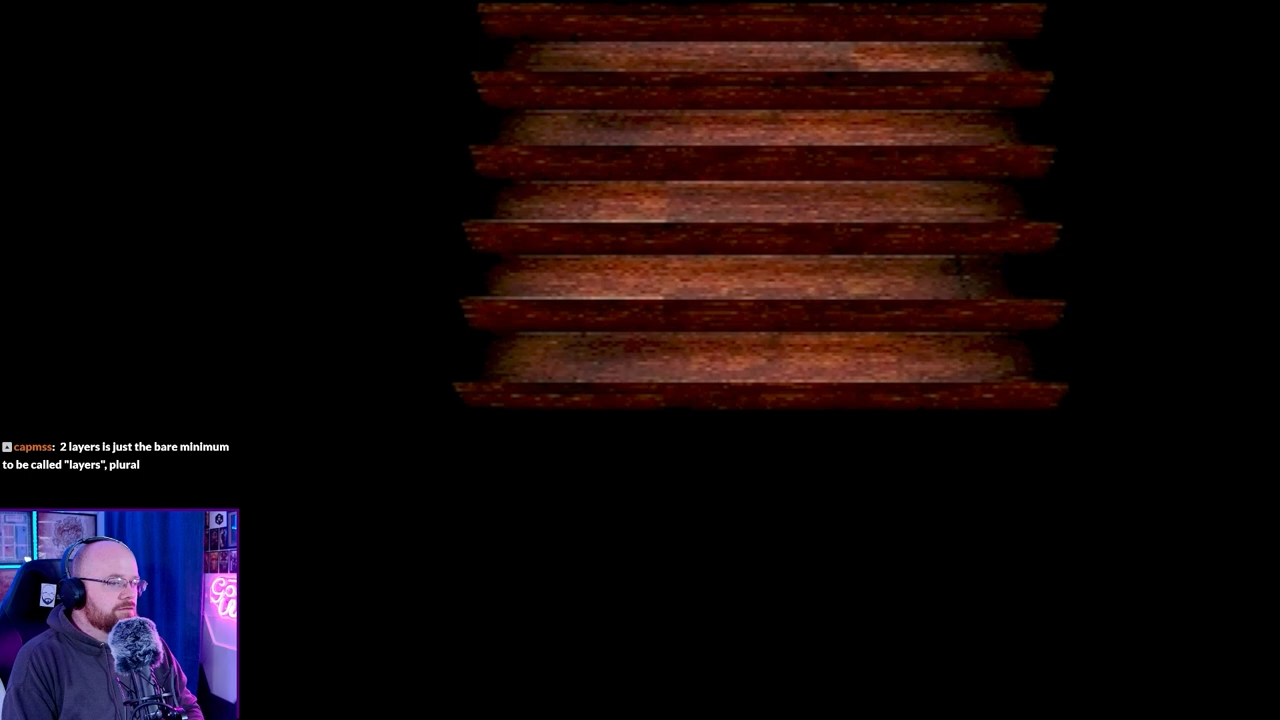 capmss: 2 layers is just the bare minimum
to be called "layers", plural